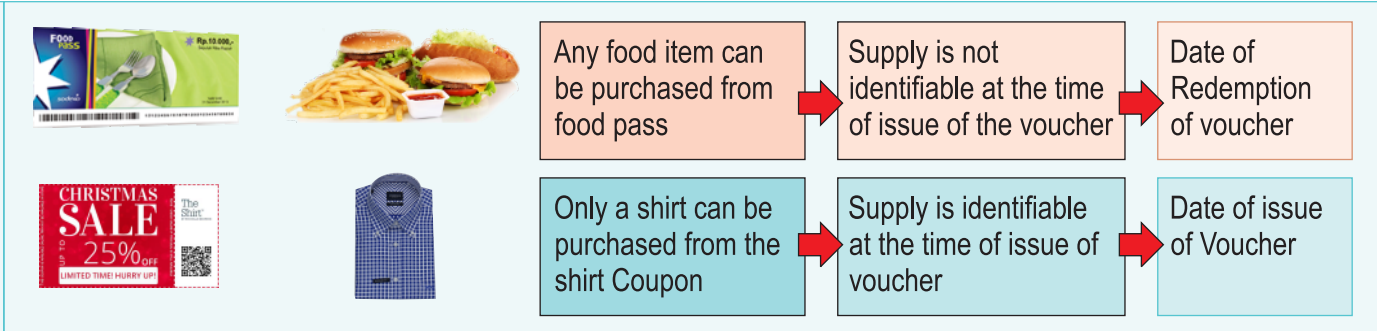 FOOD
Pass
Rp.10.000,-
sodexo
Any food item can
be purchased from
food pass
Supply is not
identifiable at the time
of issue of the voucher
Date of
Redemption
of voucher
CHRISTMAS
SALE
UP TO
25% OFF
LIMITED TIME! HURRY UP!
The
Shirt
Only a shirt can be
purchased from the
shirt Coupon
Supply is identifiable
at the time of issue of
voucher
Date of issue
of Voucher